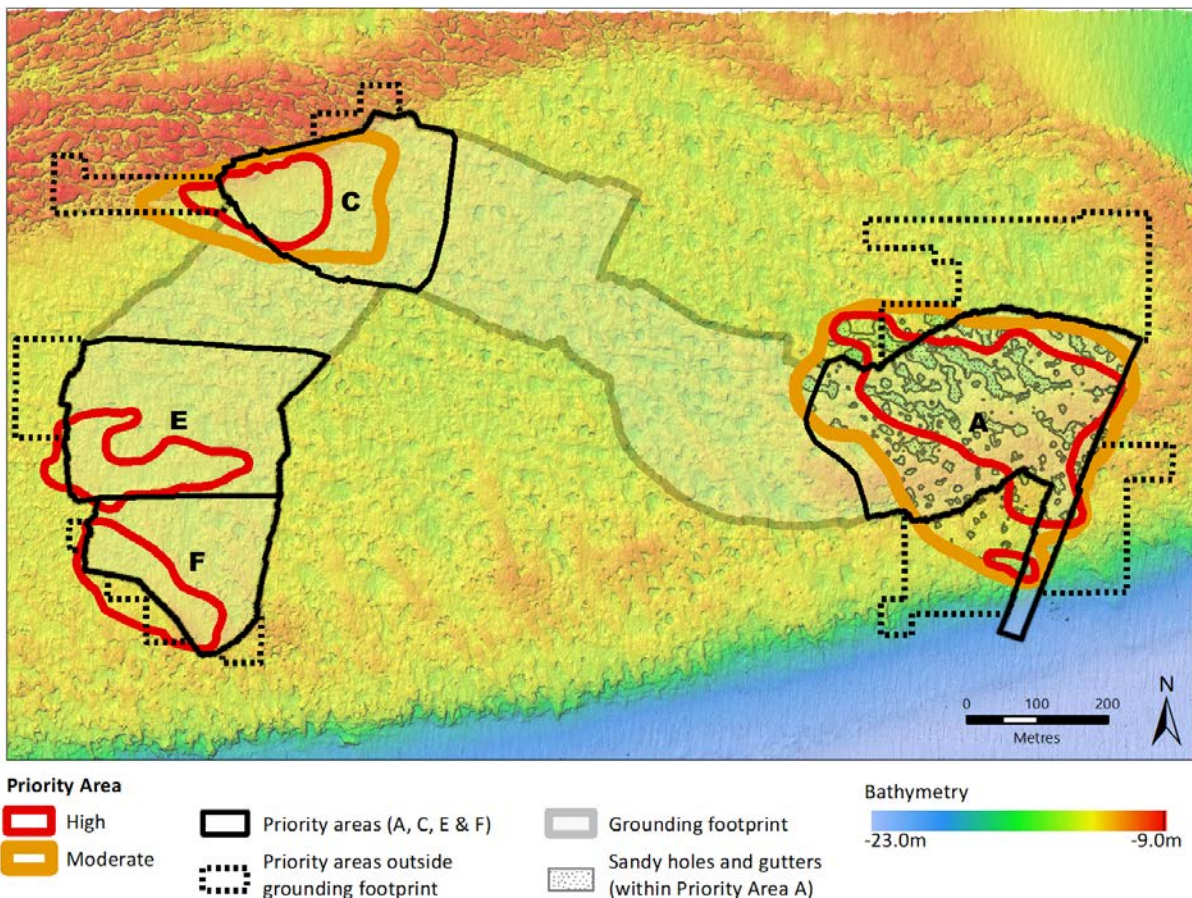 C
A
E
F
N
0 100 200
Metres
Priority Area
High
Moderate
Priority areas (A, C, E & F)
Priority areas outside
grounding footprint
Grounding footprint
Sandy holes and gutters
(within Priority Area A)
Bathymetry
-23.0m -9.0m